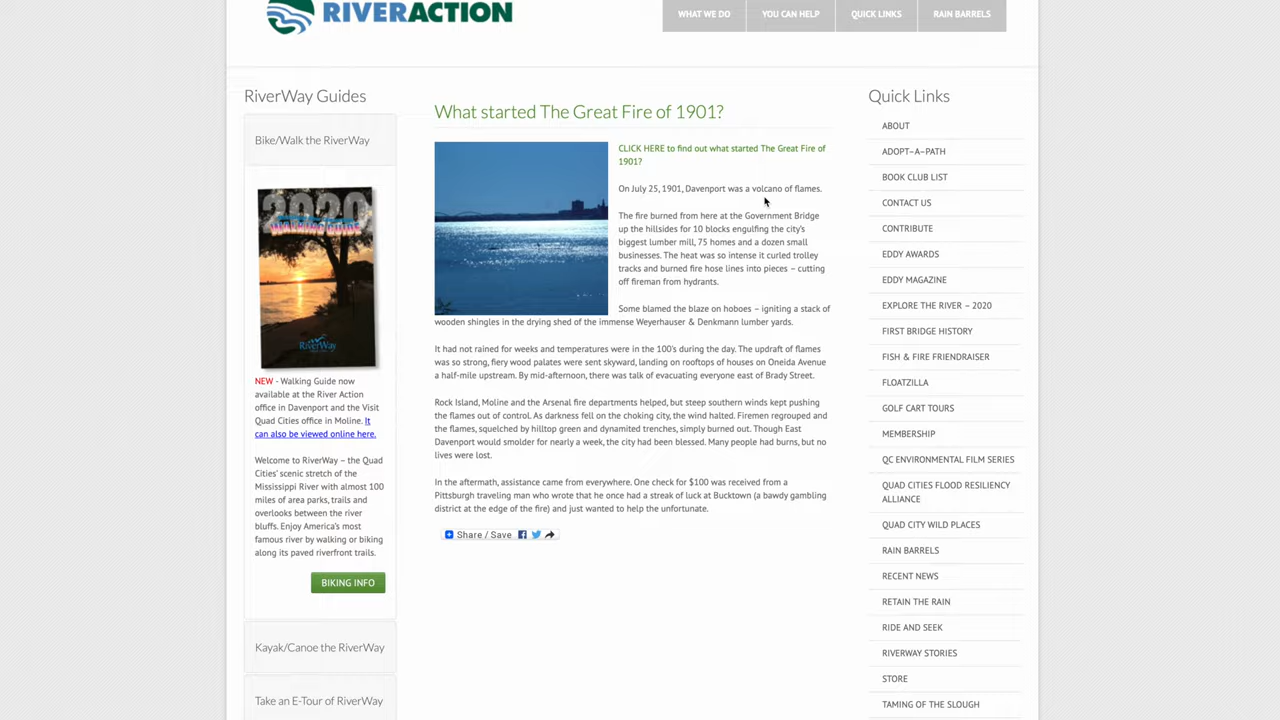 RIVERACTION
WHAT WE DO
YOU CAN HELP
QUICK LINKS
RAIN BARRELS
RiverWay Guides
Bike/Walk the RiverWay
2020
WALKING GUIDE
RiverWay
NEW - Walking Guide now
available at the River Action
office in Davenport and the Visit
Quad Cities office in Moline. It
can also be viewed online here.
Welcome to RiverWay – the Quad
Cities' scenic stretch of the
Mississippi River with almost 100
miles of area parks, trails and
overlooks between the river
bluffs. Enjoy America's most
famous river by walking or biking
along its paved riverfront trails.
BIKING INFO
Kayak/Canoe the RiverWay
Take an E-Tour of RiverWay
What started The Great Fire of 1901?
CLICK HERE to find out what started The Great Fire of
1901?
On July 25, 1901, Davenport was a volcano of flames.
The fire burned from here at the Government Bridge
up the hillsides for 10 blocks engulfing the city's
biggest lumber mill, 75 homes and a dozen small
businesses. The heat was so intense it curled trolley
tracks and burned fire hose lines into pieces – cutting
off fireman from hydrants.
Some blamed the blaze on hoboes – igniting a stack of
wooden shingles in the drying shed of the immense Weyerhauser & Denkmann lumber yards.
It had not rained for weeks and temperatures were in the 100's during the day. The updraft of flames
was so strong, fiery wood palates were sent skyward, landing on rooftops of houses on Oneida Avenue
a half-mile upstream. By mid-afternoon, there was talk of evacuating everyone east of Brady Street.
Rock Island, Moline and the Arsenal fire departments helped, but steep southern winds kept pushing
the flames out of control. As darkness fell on the choking city, the wind halted. Firemen regrouped and
the flames, squelched by hilltop green and dynamited trenches, simply burned out. Though East
Davenport would smolder for nearly a week, the city had been blessed. Many people had burns, but no
lives were lost.
In the aftermath, assistance came from everywhere. One check for $100 was received from a
Pittsburgh traveling man who wrote that he once had a streak of luck at Bucktown (a bawdy gambling
district at the edge of the fire) and just wanted to help the unfortunate.
Share / Save
Quick Links
ABOUT
ADOPT–A–PATH
BOOK CLUB LIST
CONTACT US
CONTRIBUTE
EDDY AWARDS
EDDY MAGAZINE
EXPLORE THE RIVER – 2020
FIRST BRIDGE HISTORY
FISH & FIRE FRIENDRAISER
FLOATZILLA
GOLF CART TOURS
MEMBERSHIP
QC ENVIRONMENTAL FILM SERIES
QUAD CITIES FLOOD RESILIENCY
ALLIANCE
QUAD CITY WILD PLACES
RAIN BARRELS
RECENT NEWS
RETAIN THE RAIN
RIDE AND SEEK
RIVERWAY STORIES
STORE
TAMING OF THE SLOUGH